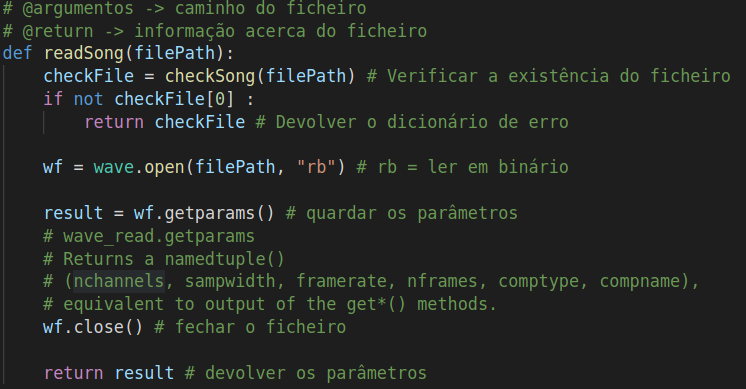 # @argumentos -> caminho do ficheiro
# @return -> informação acerca do ficheiro
def readSong(filePath):
    checkFile = checkSong(filePath) # Verificar a existência do ficheiro
    if not checkFile[0] :
        return checkFile # Devolver o dicionário de erro

    wf = wave.open(filePath, "rb") # rb = ler em binário

    result = wf.getparams() # quardar os parâmetros
    # wave_read.getparams
    # Returns a namedtuple()
    # (nchannels, sampwidth, framerate, nframes, comptype, compname),
    # equivalent to output of the get*() methods.
    wf.close() # fechar o ficheiro

    return result # devolver os parâmetros